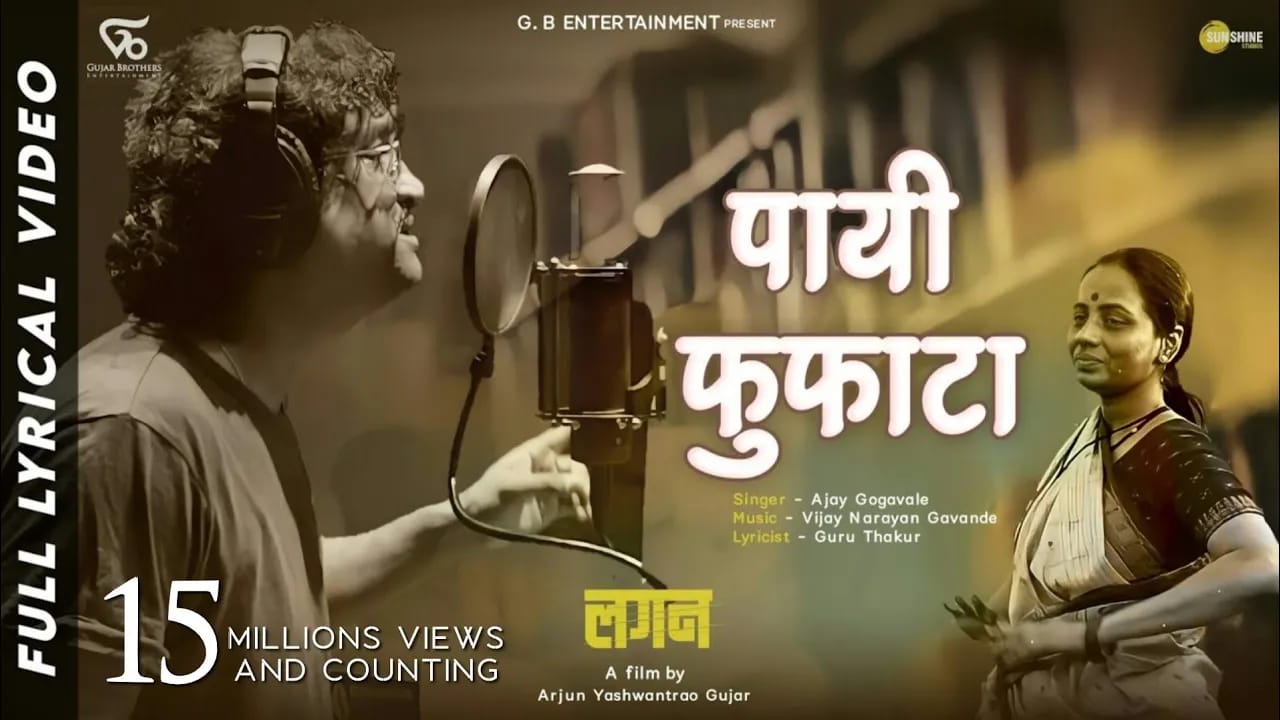 G. B ENTERTAINMENT PRESENT
GUJAR BROTHERS
ENTERTAINMENT
SUNSHINE
STUDIOS
FULL LYRICAL VIDEO
पायी
फुफाटा
Singer - Ajay Gogavale
Music - Vijay Narayan Gavande
Lyricist - Guru Thakur
लगन
A film by
Arjun Yashwantrao Gujar
15 MILLIONS VIEWS
AND COUNTING